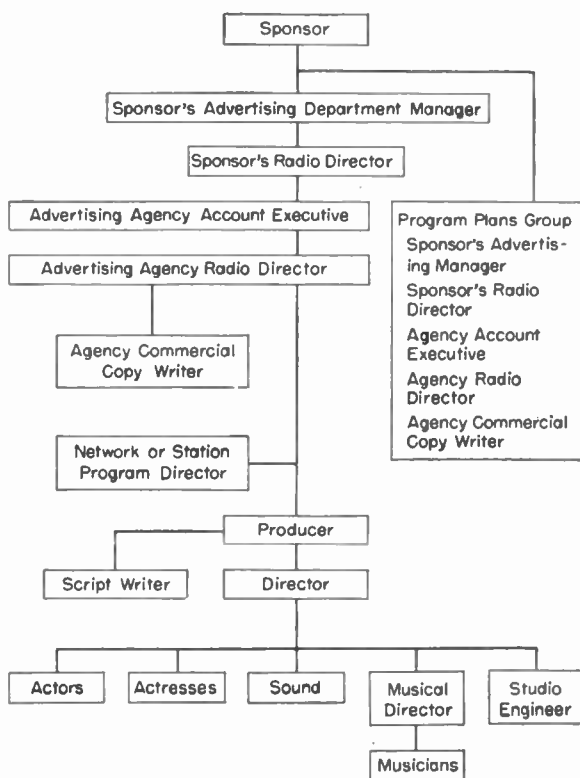 Sponsor
Sponsor's Advertising Department Manager
Sponsor's Radio Director
Advertising Agency Account Executive
Advertising Agency Radio Director
Agency Commercial
Copy Writer
Program Plans Group
Sponsor's Advertis-
ing Manager
Sponsor's Radio
Director
Agency Account
Executive
Agency Radio
Director
Agency Commercial
Copy Writer
Network or Station
Program Director
Producer
Script Writer
Director
Actors
Actresses
Sound
Musical
Director
Studio
Engineer
Musicians